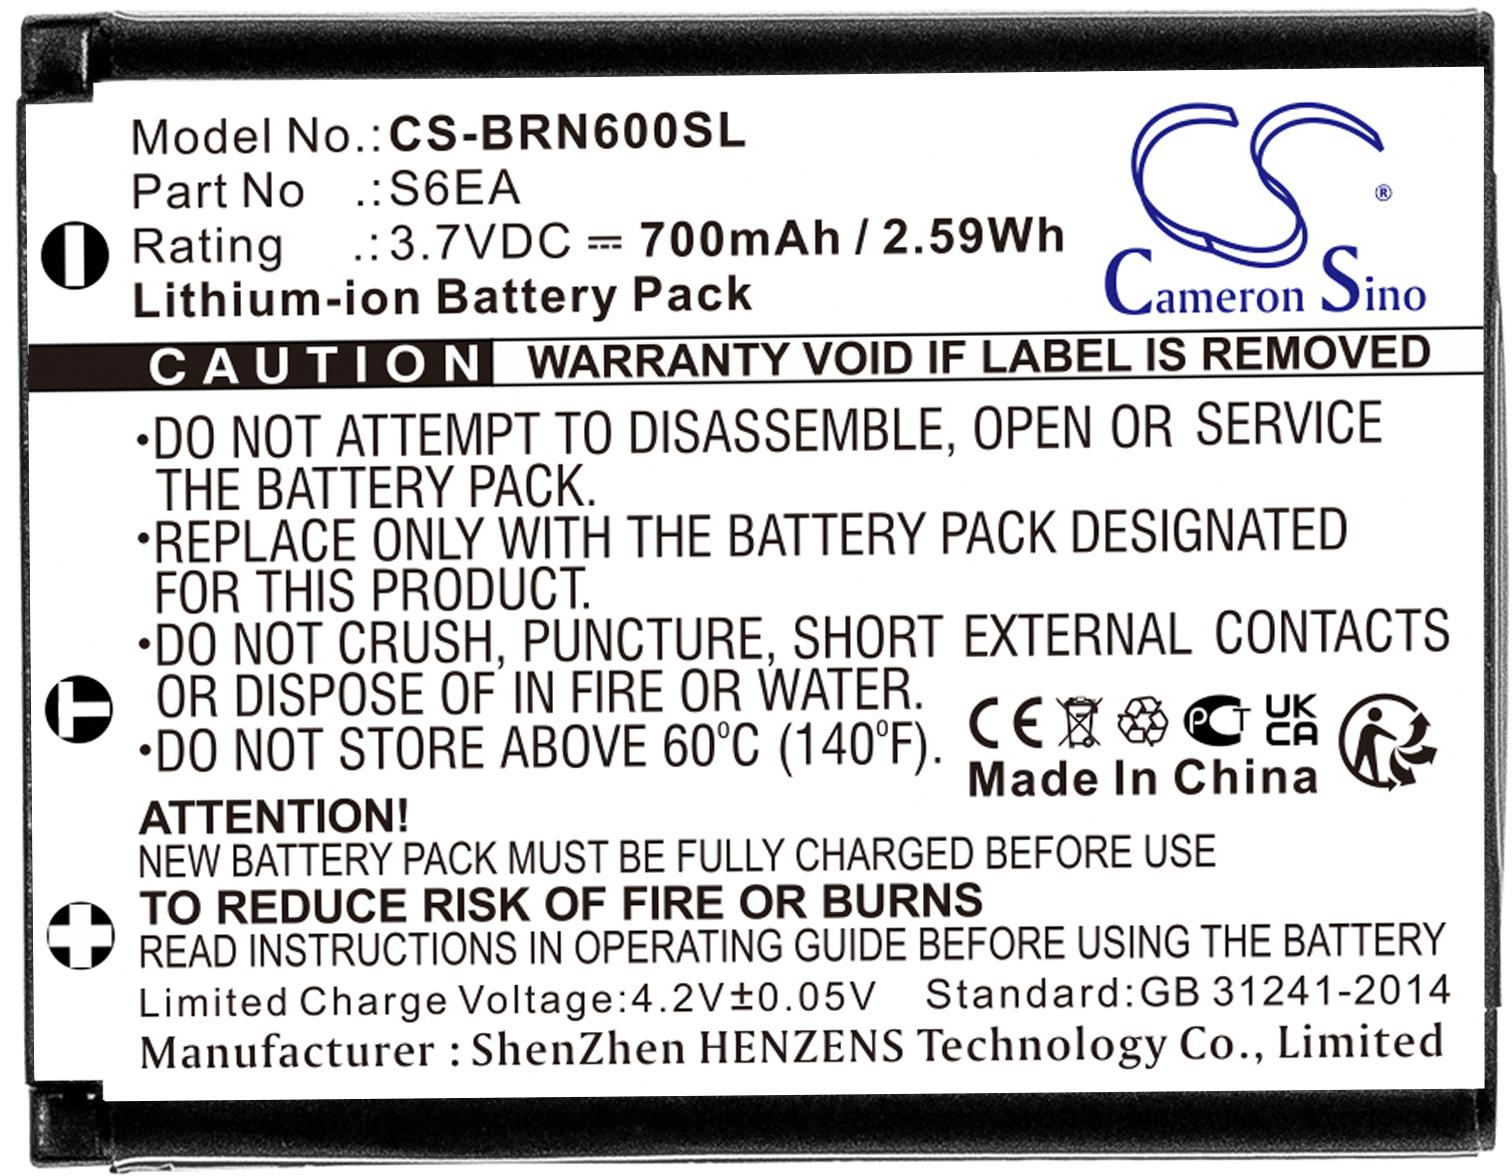 Model No.:CS-BRN600SL
Part No .:S6EA
Rating .:3.7VDC ⎓ 700mAh / 2.59Wh
Lithium-ion Battery Pack
CS
®
Cameron Sino
CAUTION WARRANTY VOID IF LABEL IS REMOVED
•DO NOT ATTEMPT TO DISASSEMBLE, OPEN OR SERVICE
THE BATTERY PACK.
•REPLACE ONLY WITH THE BATTERY PACK DESIGNATED
FOR THIS PRODUCT.
•DO NOT CRUSH, PUNCTURE, SHORT EXTERNAL CONTACTS
OR DISPOSE OF IN FIRE OR WATER.
•DO NOT STORE ABOVE 60°C (140°F).
CE PCT UK
CA
Made In China
ATTENTION!
NEW BATTERY PACK MUST BE FULLY CHARGED BEFORE USE
TO REDUCE RISK OF FIRE OR BURNS
READ INSTRUCTIONS IN OPERATING GUIDE BEFORE USING THE BATTERY
Limited Charge Voltage:4.2V±0.05V Standard:GB 31241-2014
Manufacturer : ShenZhen HENZENS Technology Co., Limited
− T +